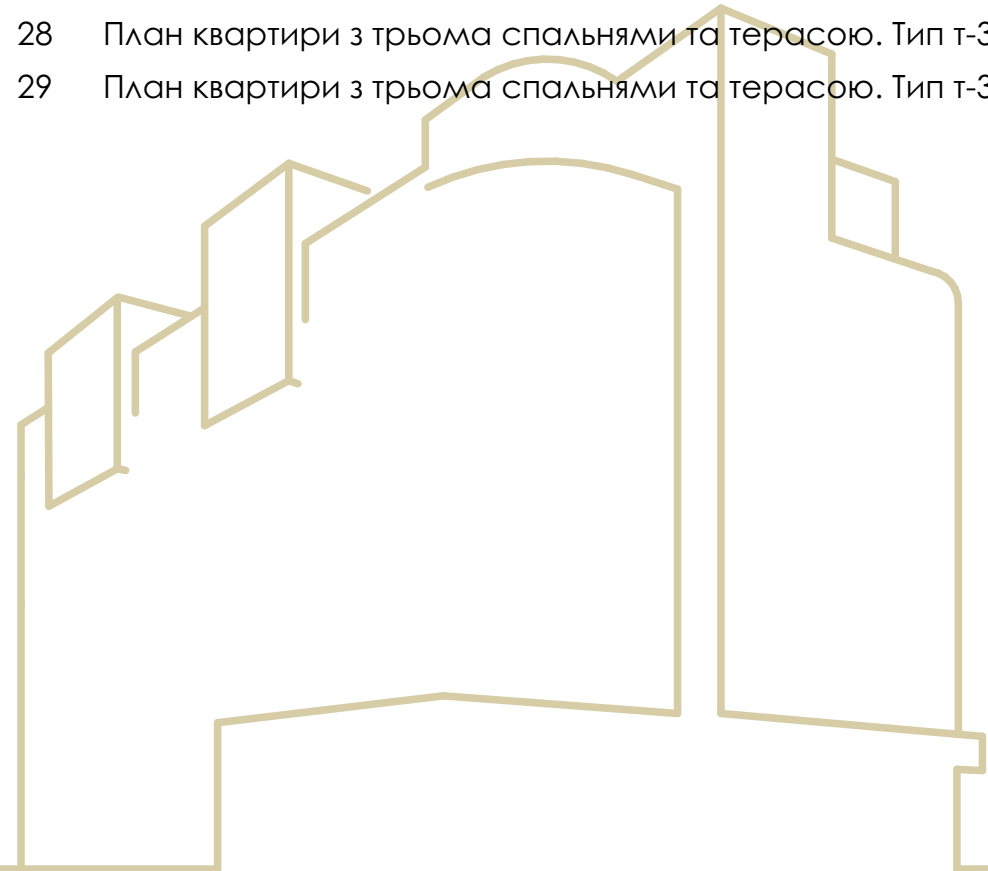 28 План квартири з трьома спальнями та терасою. Тип т-3
29 План квартири з трьома спальнями та терасою. Тип т-3